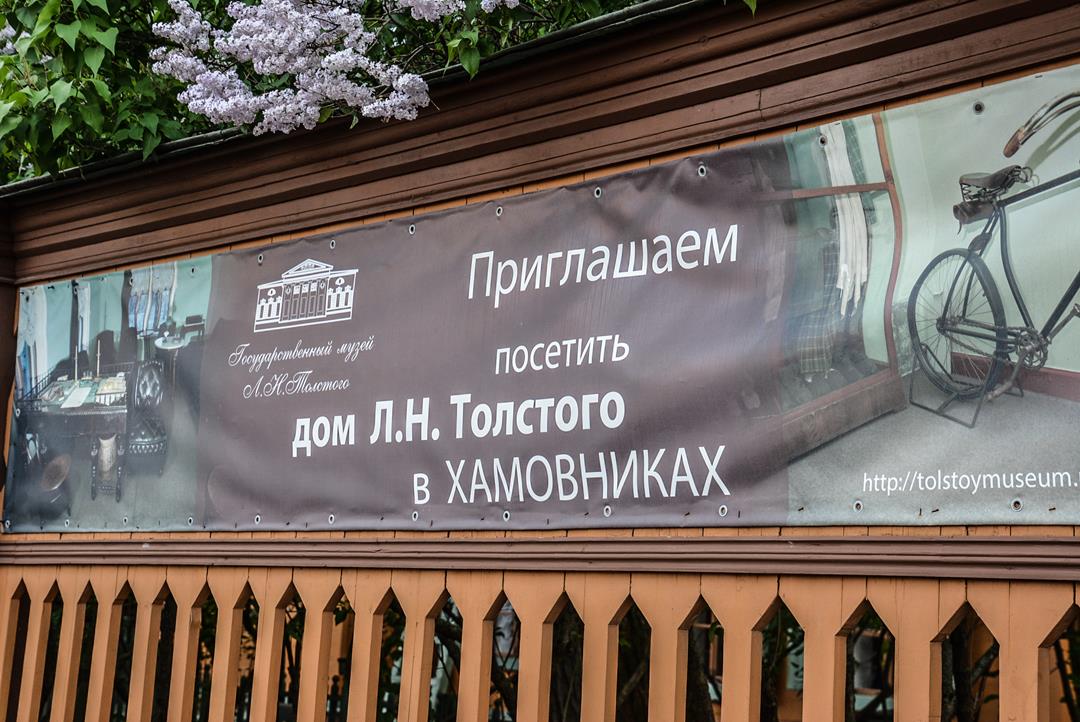 Государственный музей
Л.Н.Толстого
Приглашаем
посетить
дом Л.Н. Толстого
в ХАМОВНИКАХ
http://tolstoymuseum.